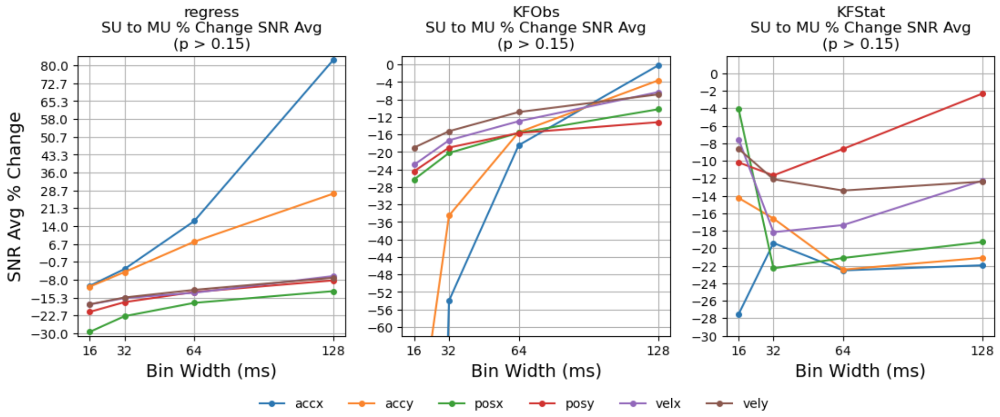 regress
SU to MU % Change SNR Avg
(p > 0.15)
KFObs
SU to MU % Change SNR Avg
(p > 0.15)
KFStat
SU to MU % Change SNR Avg
(p > 0.15)
SNR Avg % Change
80.0
72.7
65.3
58.0
50.7
43.3
36.0
28.7
21.3
14.0
6.7
−0.7
−8.0
−15.3
−22.7
−30.0
16 32 64 128
Bin Width (ms)
0
−4
−8
−12
−16
−20
−24
−28
−32
−36
−40
−44
−48
−52
−56
−60
16 32 64 128
Bin Width (ms)
0
−2
−4
−6
−8
−10
−12
−14
−16
−18
−20
−22
−24
−26
−28
−30
16 32 64 128
Bin Width (ms)
accx accy posx posy velx vely